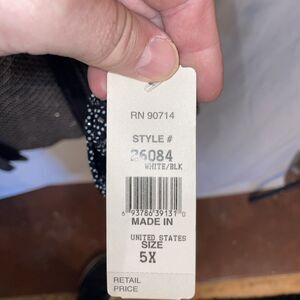 RN 90714
STYLE #
26084
WHITE/BLK
6 93786 39131 0
MADE IN
UNITED STATES
SIZE
5X
RETAIL
PRICE